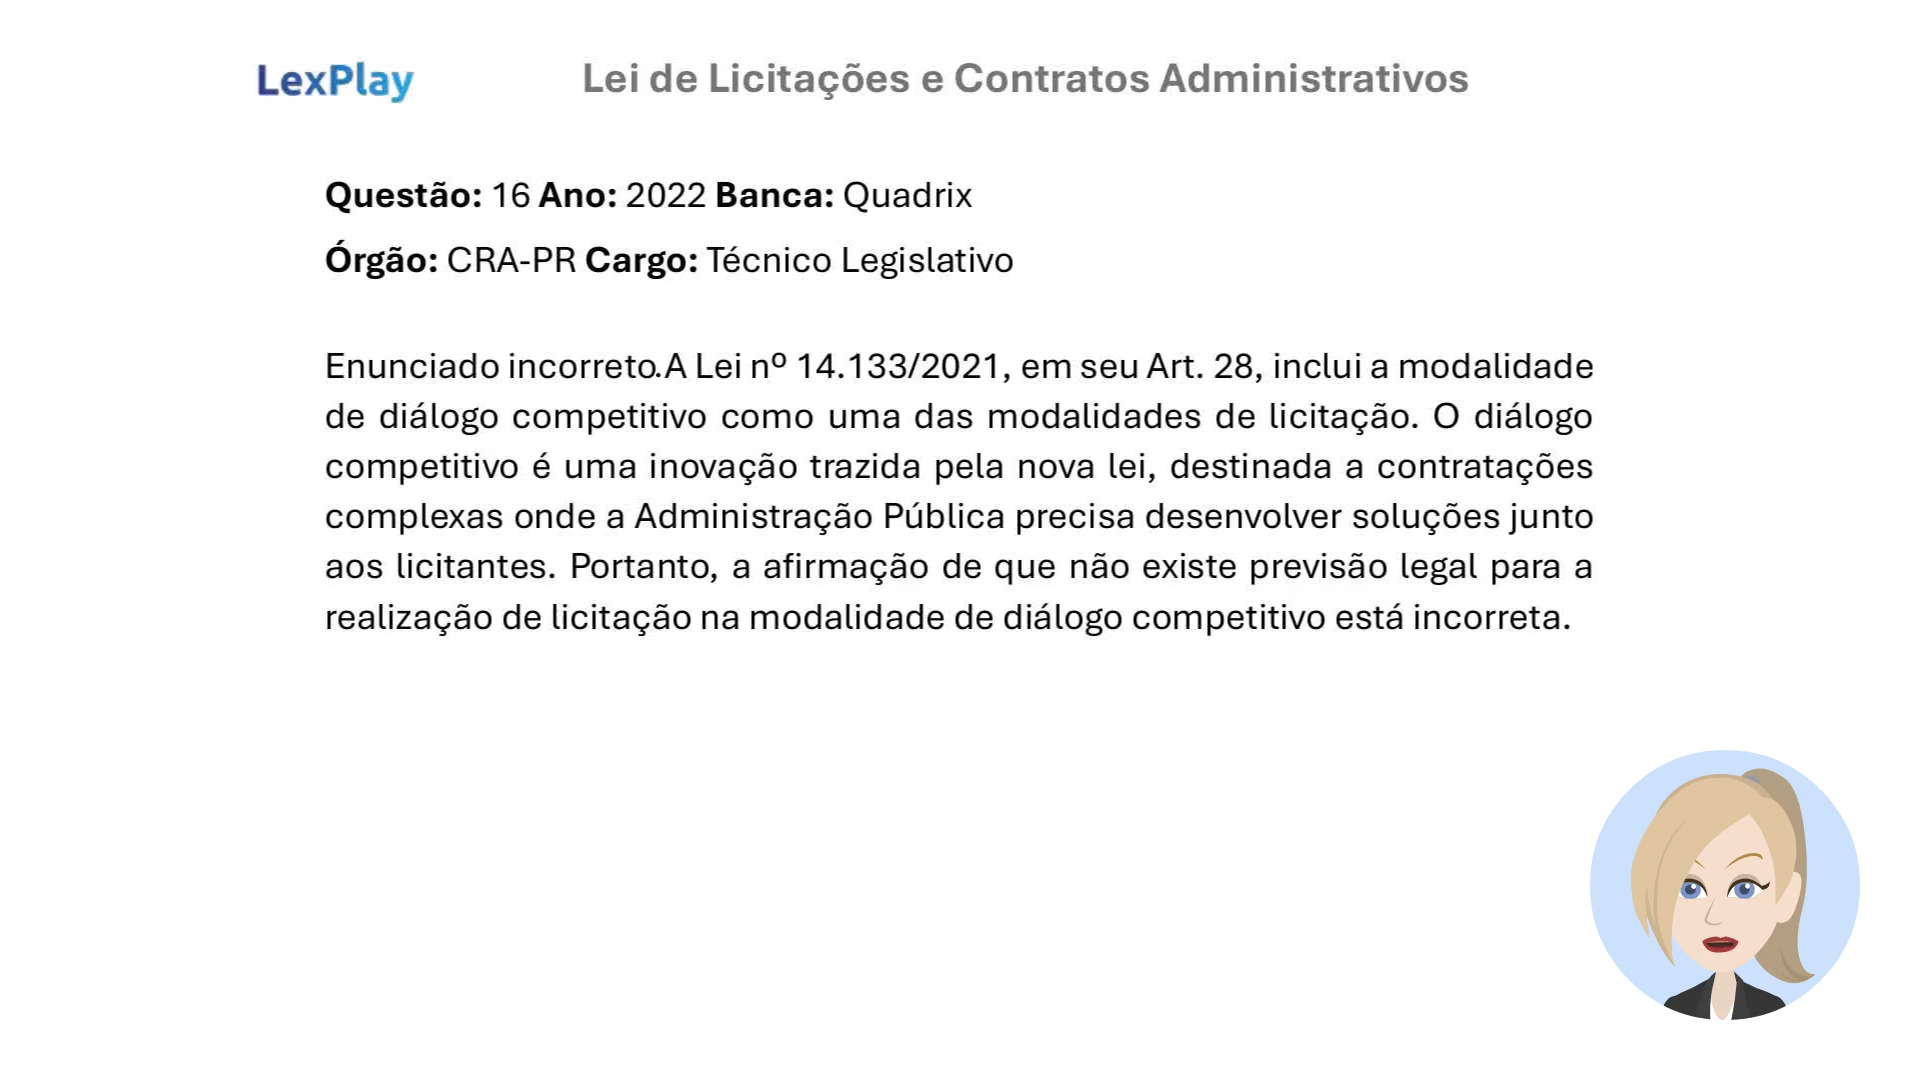 LexPlay
Lei de Licitações e Contratos Administrativos
Questão: 16 Ano: 2022 Banca: Quadrix
Órgão: CRA-PR Cargo: Técnico Legislativo
Enunciado incorreto.A Lei nº 14.133/2021, em seu Art. 28, inclui a modalidade
de diálogo competitivo como uma das modalidades de licitação. O diálogo
competitivo é uma inovação trazida pela nova lei, destinada a contratações
complexas onde a Administração Pública precisa desenvolver soluções junto
aos licitantes. Portanto, a afirmação de que não existe previsão legal para a
realização de licitação na modalidade de diálogo competitivo está incorreta.